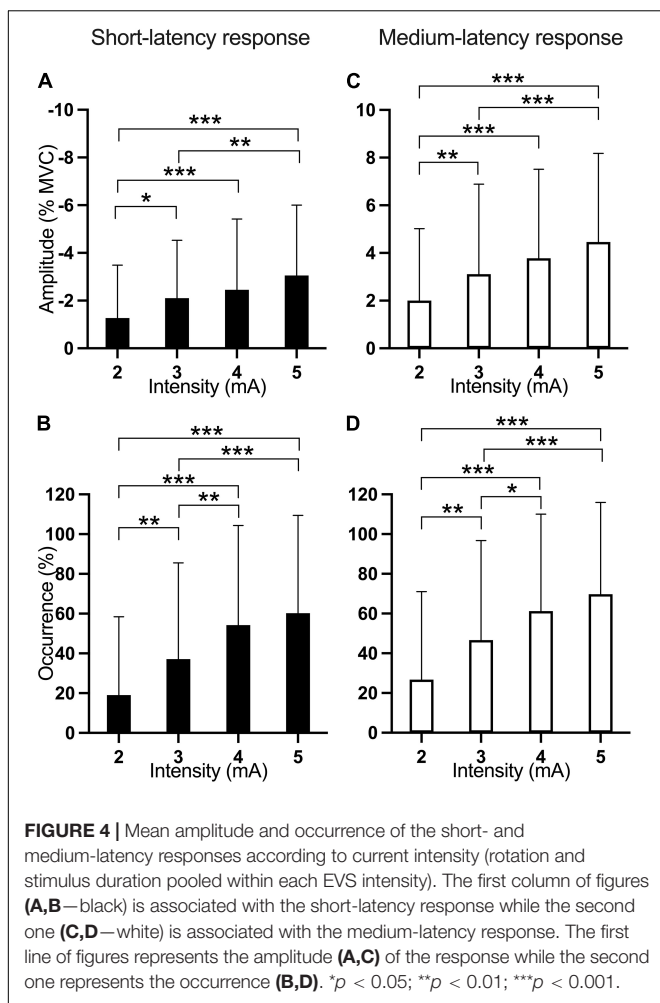 Short-latency response
Medium-latency response
A
***
**
***
*
Amplitude (% MVC)
-10
-8
-6
-4
-2
0
2 3 4 5
Intensity (mA)
C
***
***
***
**
10
8
6
4
2
0
2 3 4 5
Intensity (mA)
B
***
***
***
**
**
Occurrence (%)
120
100
80
60
40
20
0
2 3 4 5
Intensity (mA)
D
***
***
***
*
**
120
100
80
60
40
20
0
2 3 4 5
Intensity (mA)
FIGURE 4 | Mean amplitude and occurrence of the short- and
medium-latency responses according to current intensity (rotation and
stimulus duration pooled within each EVS intensity). The first column of figures
(A,B—black) is associated with the short-latency response while the second
one (C,D—white) is associated with the medium-latency response. The first
line of figures represents the amplitude (A,C) of the response while the second
one represents the occurrence (B,D). *p < 0.05; **p < 0.01; ***p < 0.001.